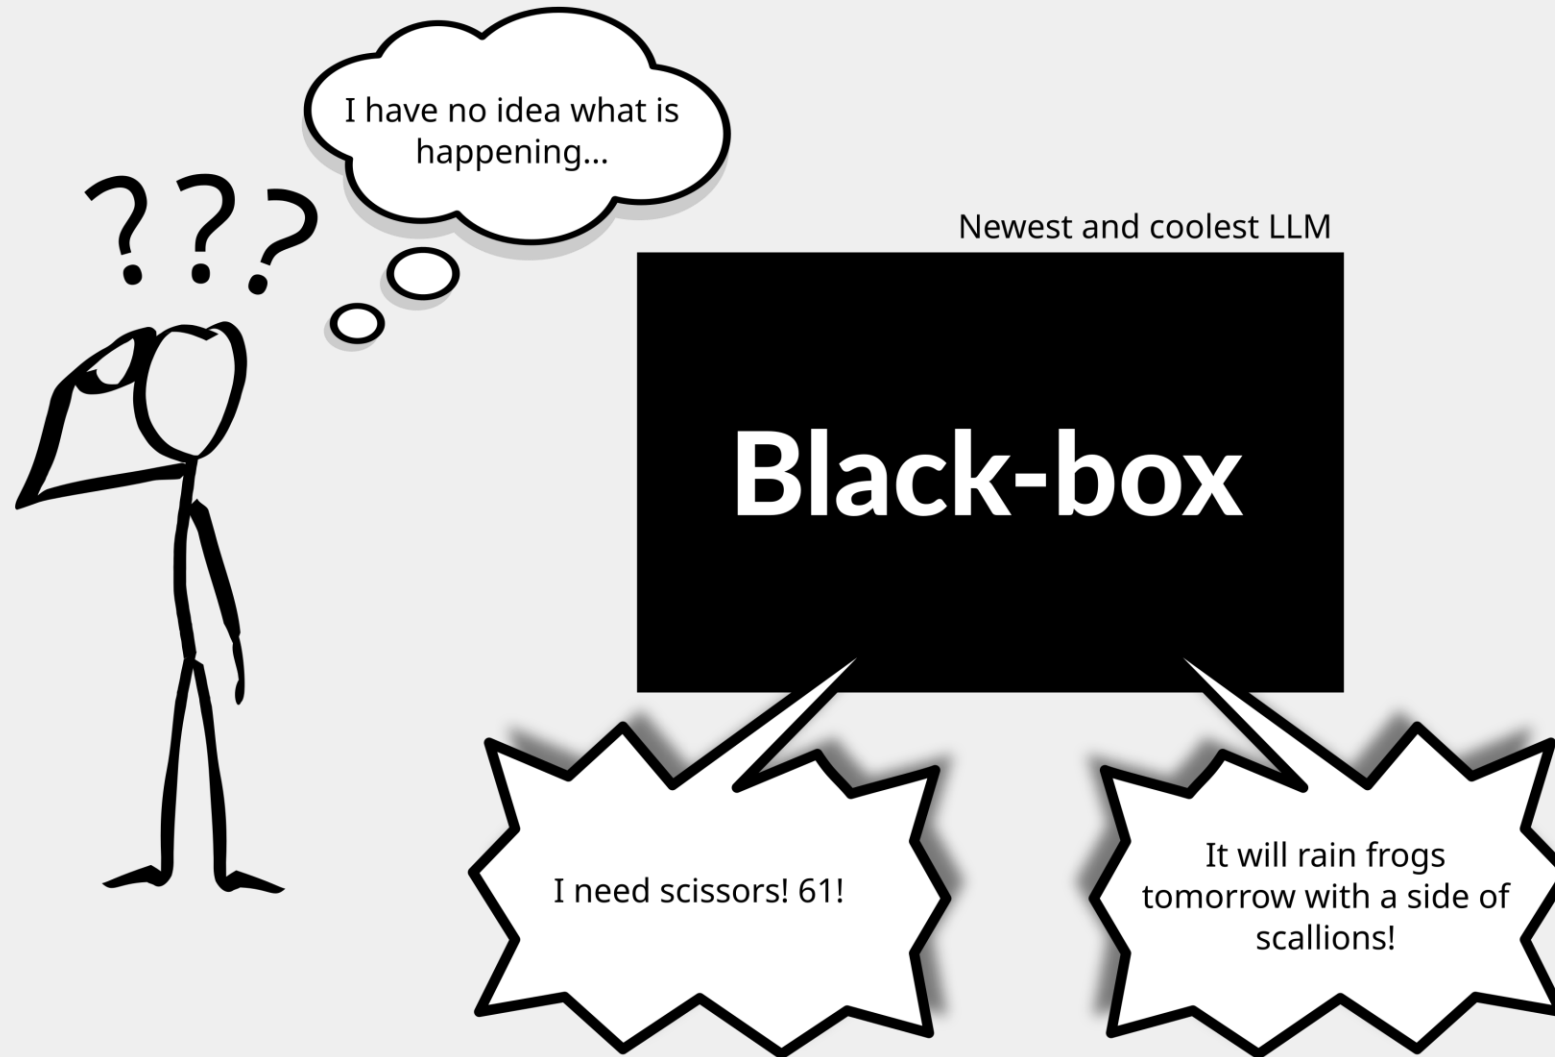 I have no idea what is
happening...
? ? ?
Newest and coolest LLM
Black-box
I need scissors! 61!
It will rain frogs
tomorrow with a side of
scallions!